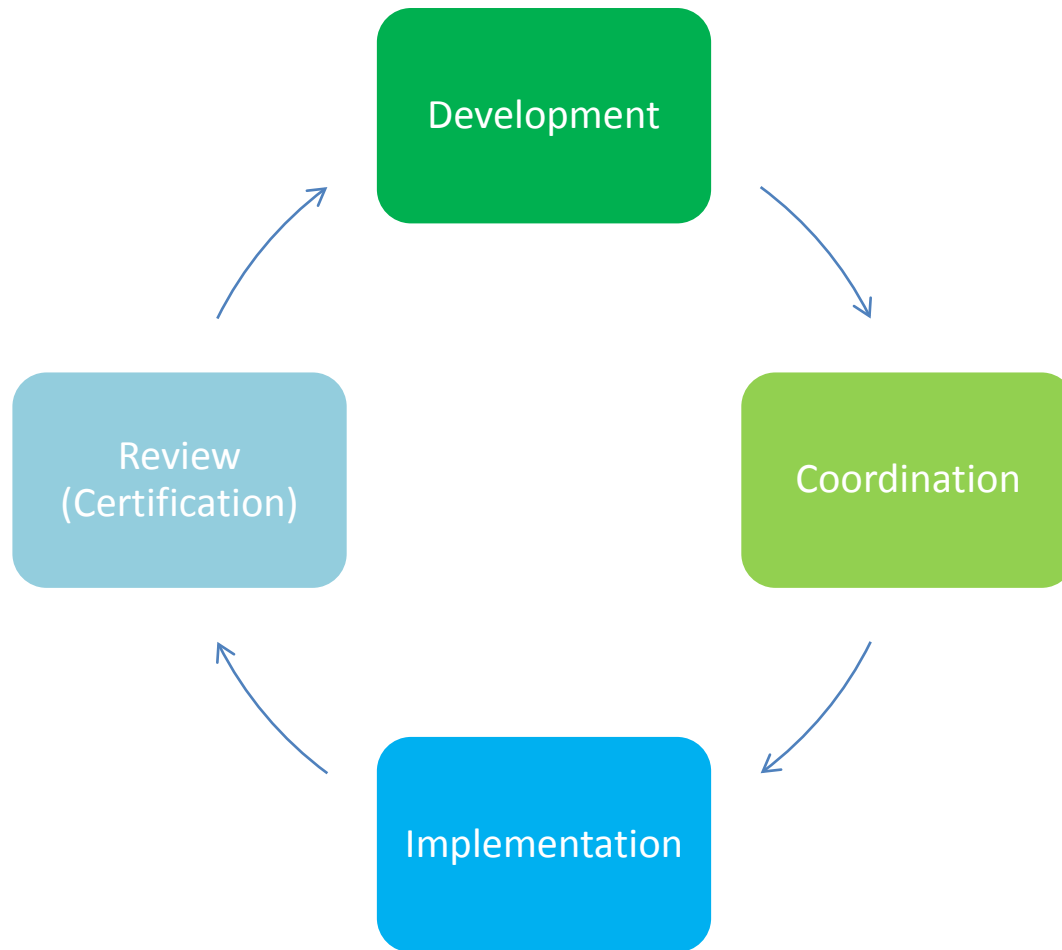 Development
Coordination
Implementation
Review
(Certification)